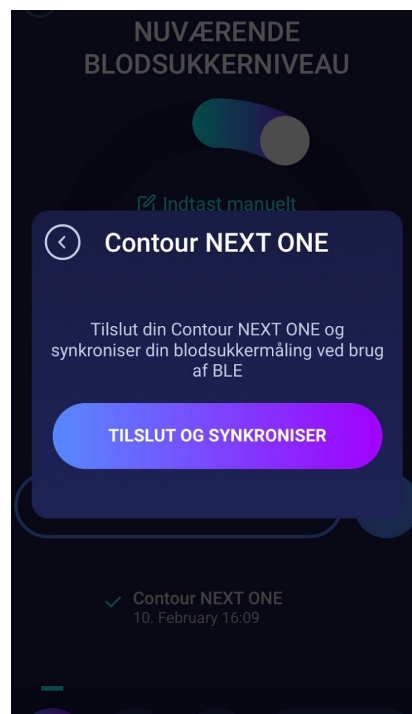 NUVÆRENDE
BLODSUKKERNIVEAU
Indtast manuelt
Contour NEXT ONE
Tilslut din Contour NEXT ONE og
synkroniser din blodsukkermåling ved brug
af BLE
TILSLUT OG SYNKRONISER
Contour NEXT ONE
10. February 16:09